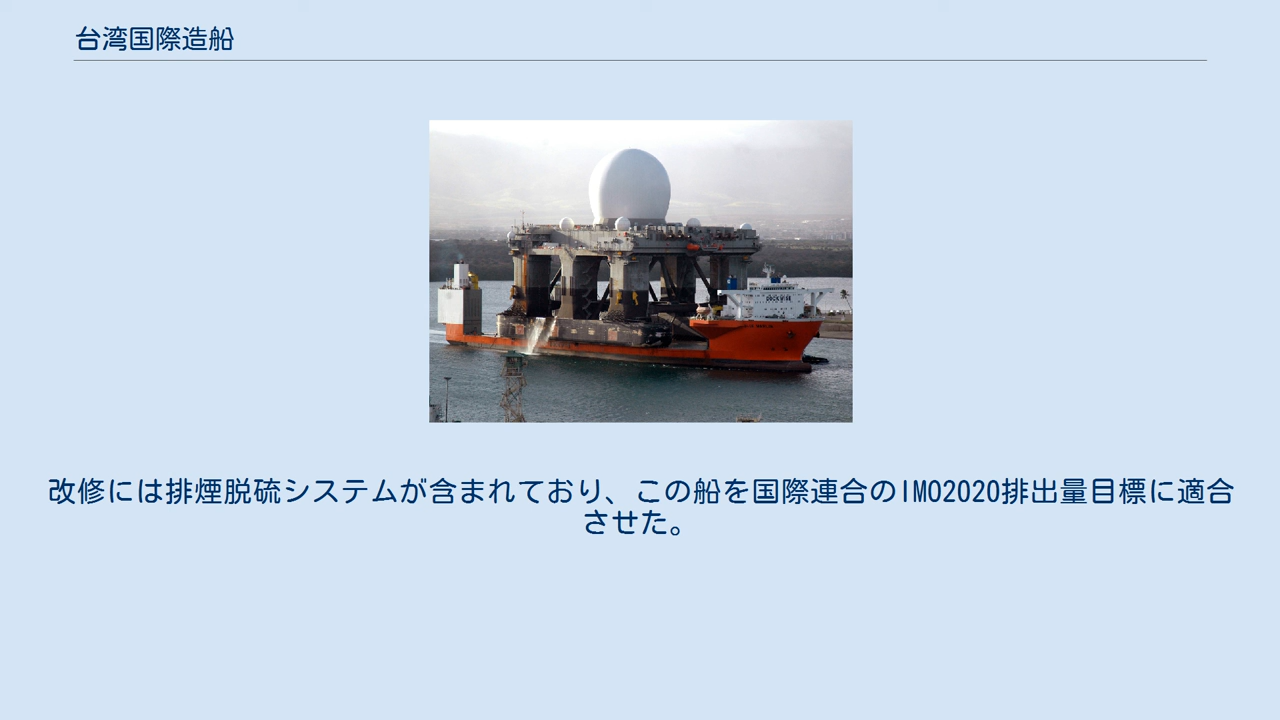 台湾国際造船
DOCKWISE
改修には排煙脱硫システムが含まれており、この船を国際連合のIMO2020排出量目標に適合
させた。